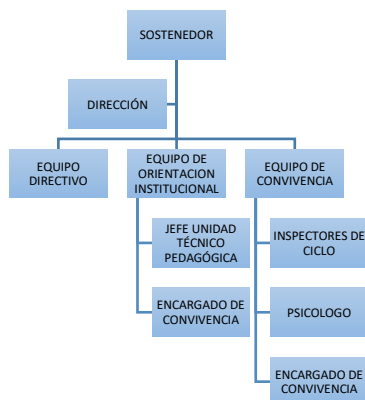 SOSTENEDOR
DIRECCIÓN
EQUIPO
DIRECTIVO
EQUIPO DE
ORIENTACION
INSTITUCIONAL
EQUIPO DE
CONVIVENCIA
JEFE UNIDAD
TÉCNICO
PEDAGÓGICA
ENCARGADO DE
CONVIVENCIA
INSPECTORES DE
CICLO
PSICOLOGO
ENCARGADO DE
CONVIVENCIA